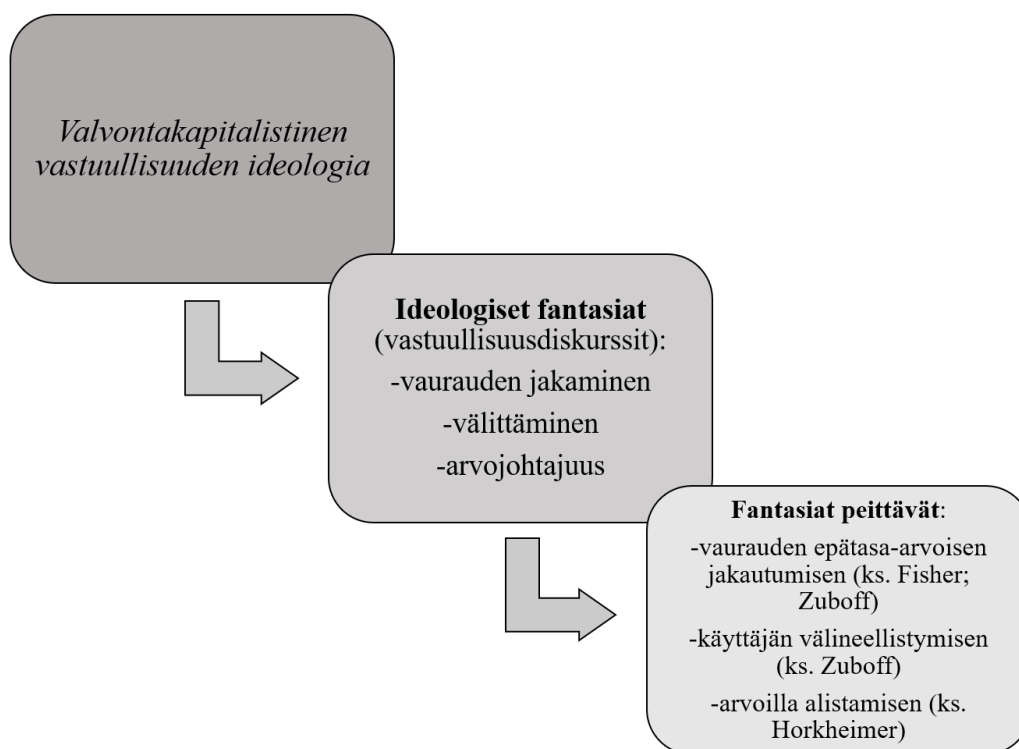 Valvontakapitalistinen
vastuullisuuden ideologia
Ideologiset fantasiat
(vastuullisuusdiskurssit):
-vaurauden jakaminen
-välittäminen
-arvojohtajuus
Fantasiat peittävät:
-vaurauden epätasa-arvoisen
jakautumisen (ks. Fisher;
Zuboff)
-käyttäjän välineellistymisen
(ks. Zuboff)
-arvoilla alistamisen (ks.
Horkheimer)